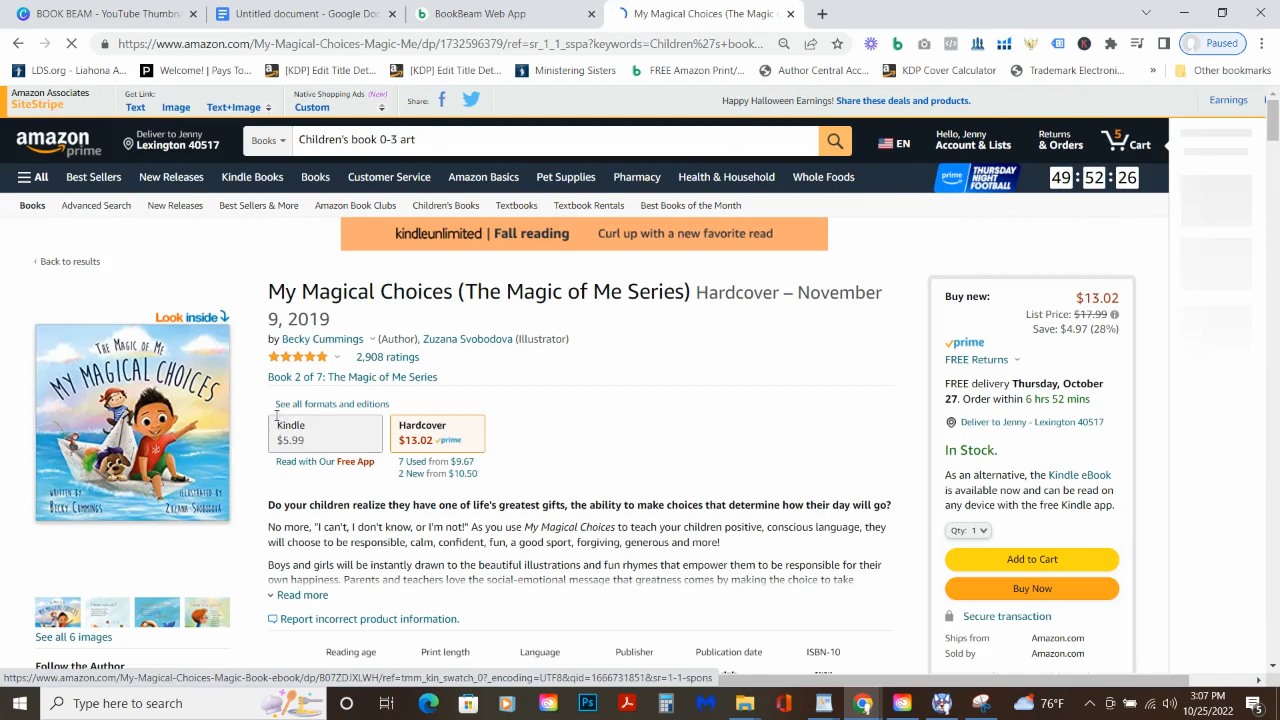 BOOK YouTube Thumbn
Untitled document - Google Docs
BookBeam Web App
My Magical Choices (The Magic o
https://www.amazon.com/My-Magical-Choices-Magic-Me/dp/1732596379/ref=sr_1_1_sspa?keywords=Children%27s+book...
Paused
LDS.org - Liahona A...
Welcome! | Pays To...
[KDP] Edit Title Det...
[KDP] Edit Title Det...
Ministering Sisters
FREE Amazon Print/...
Author Central Acc...
KDP Cover Calculator
Trademark Electroni...
»
Other bookmarks
Amazon Associates
SiteStripe
Get Link:
Text
Image
Text+Image
Native Shopping Ads (New)
Custom
Share:
Happy Halloween Earnings! Share these deals and products.
Earnings
amazon
prime
Deliver to Jenny
Lexington 40517
Books
Children's book 0-3 art
EN
Hello, Jenny
Account & Lists
Returns
& Orders
5
Cart
All
Best Sellers
New Releases
Kindle Books
Books
Customer Service
Amazon Basics
Pet Supplies
Pharmacy
Health & Household
Whole Foods
prime
THURSDAY
NIGHT
FOOTBALL
49:52:26
Books
Advanced Search
New Releases
Best Sellers & More
Amazon Book Clubs
Children's Books
Textbooks
Textbook Rentals
Best Books of the Month
kindleunlimited | Fall reading
Curl up with a new favorite read
‹ Back to results
Look inside
THE MAGIC OF ME
MY MAGICAL CHOICES
WRITTEN BY
BECKY CUMMINGS
ILLUSTRATED BY
ZUZANA SVOBODOVA
See all 6 images
Follow the Author
My Magical Choices (The Magic of Me Series) Hardcover – November
9, 2019
by Becky Cummings (Author), Zuzana Svobodova (Illustrator)
2,908 ratings
Book 2 of 7: The Magic of Me Series
See all formats and editions
Kindle
$5.99
Hardcover
$13.02 prime
Read with Our Free App
7 Used from $9.67
2 New from $10.50
Do your children realize they have one of life's greatest gifts, the ability to make choices that determine how their day will go?
No more, "I can't, I don't know, or I'm not!" As you use My Magical Choices to teach your children positive, conscious language, they
will choose to be responsible, calm, confident, fun, a good sport, forgiving, generous and more!
Boys and girls will be instantly drawn to the beautiful illustrations and fun rhymes that empower them to be responsible for their
own happiness. Parents and teachers love the social-emotional message that greatness comes by making the choice to take
Read more
Report incorrect product information.
Reading age
Print length
Language
Publisher
Publication date
ISBN-10
Buy new:
$13.02
List Price: $17.99
Save: $4.97 (28%)
prime
FREE Returns
FREE delivery Thursday, October
27. Order within 6 hrs 52 mins
Deliver to Jenny - Lexington 40517
In Stock.
As an alternative, the Kindle eBook
is available now and can be read on
any device with the free Kindle app.
Qty: 1
Add to Cart
Buy Now
Secure transaction
Ships from
Amazon.com
Sold by
Amazon.com
https://www.amazon.com/My-Magical-Choices-Magic-Book-ebook/dp/B07ZDJXLWH/ref=tmm_kin_swatch_0?_encoding=UTF8&qid=1666731851&sr=1-1-spons
Type here to search
76°F
3:07 PM
10/25/2022
5